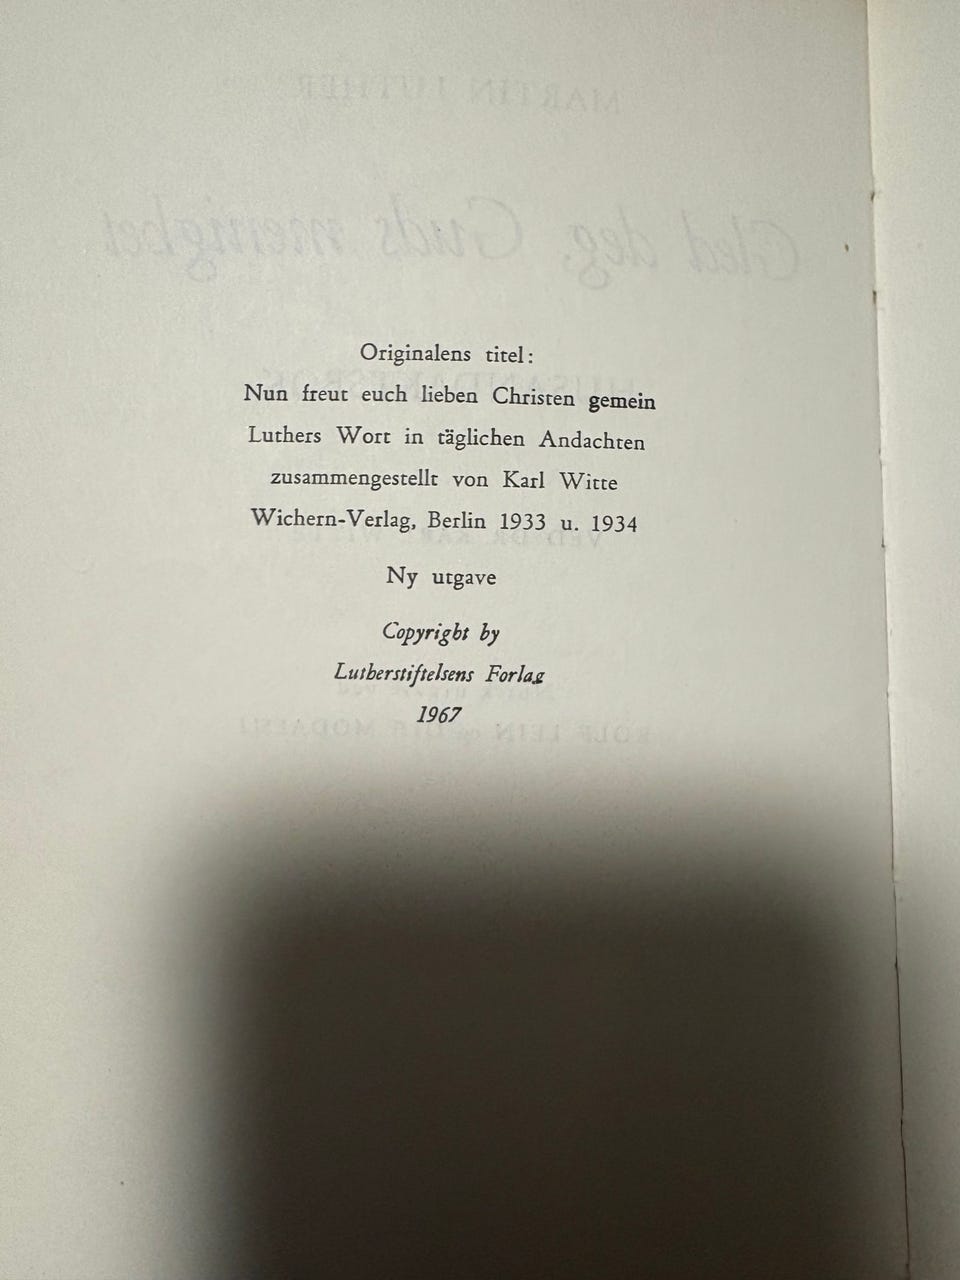 Originalens titel:
Nun freut euch lieben Christen gemein
Luthers Wort in täglichen Andachten
zusammengestellt von Karl Witte
Wichern-Verlag, Berlin 1933 u. 1934
Ny utgave
Copyright by
Lutherstiftelsens Forlag
1967